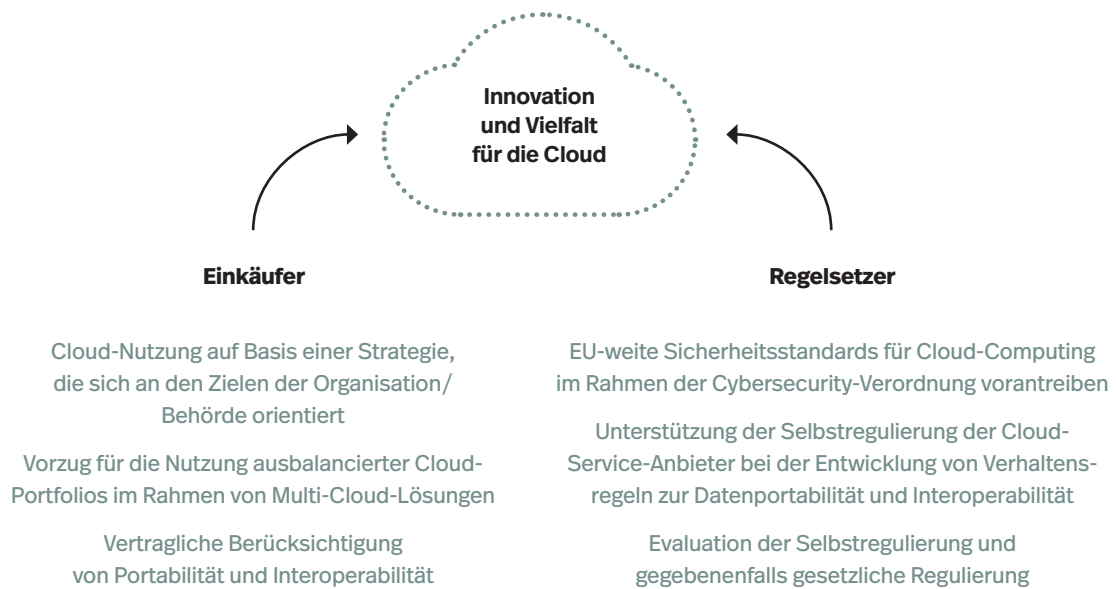 Innovation
und Vielfalt
für die Cloud
Einkäufer
Cloud-Nutzung auf Basis einer Strategie,
die sich an den Zielen der Organisation/
Behörde orientiert
Vorzug für die Nutzung ausbalancierter Cloud-
Portfolios im Rahmen von Multi-Cloud-Lösungen
Vertragliche Berücksichtigung
von Portabilität und Interoperabilität
Regelsetzer
EU-weite Sicherheitsstandards für Cloud-Computing
im Rahmen der Cybersecurity-Verordnung vorantreiben
Unterstützung der Selbstregulierung der Cloud-
Service-Anbieter bei der Entwicklung von Verhaltens-
regeln zur Datenportabilität und Interoperabilität
Evaluation der Selbstregulierung und
gegebenenfalls gesetzliche Regulierung